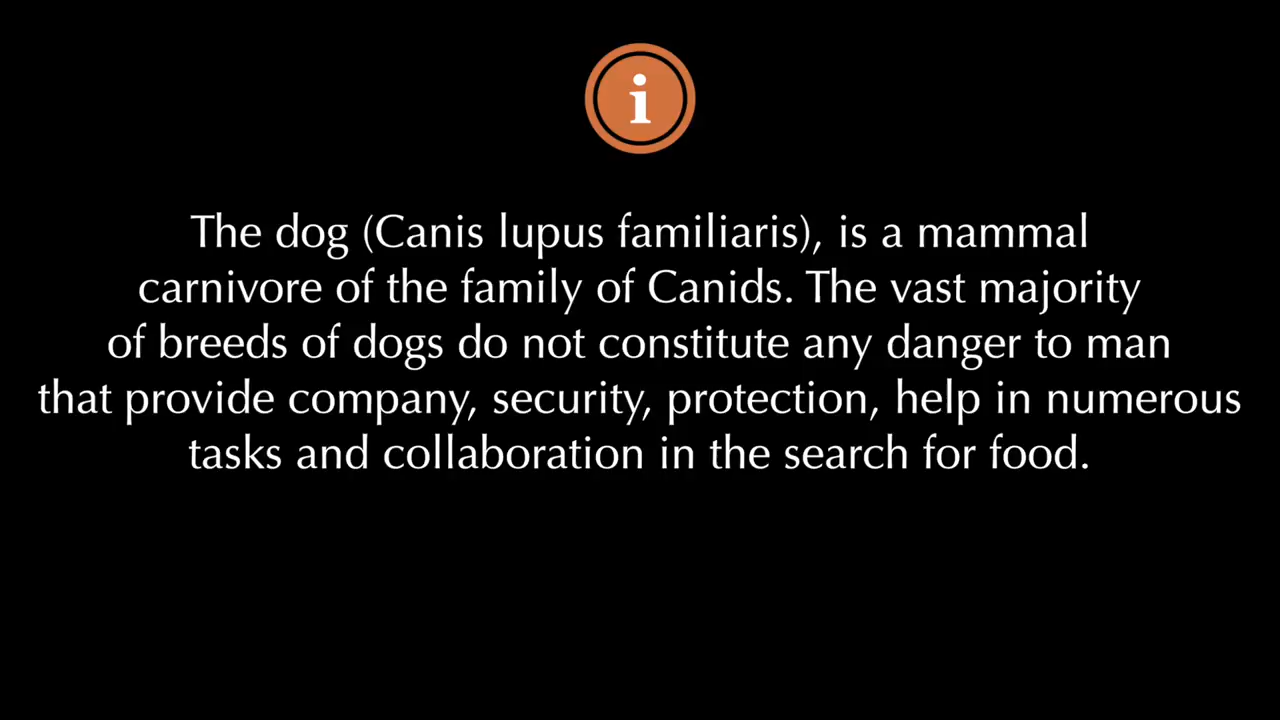 i
The dog (Canis lupus familiaris), is a mammal
carnivore of the family of Canids. The vast majority
of breeds of dogs do not constitute any danger to man
that provide company, security, protection, help in numerous
tasks and collaboration in the search for food.